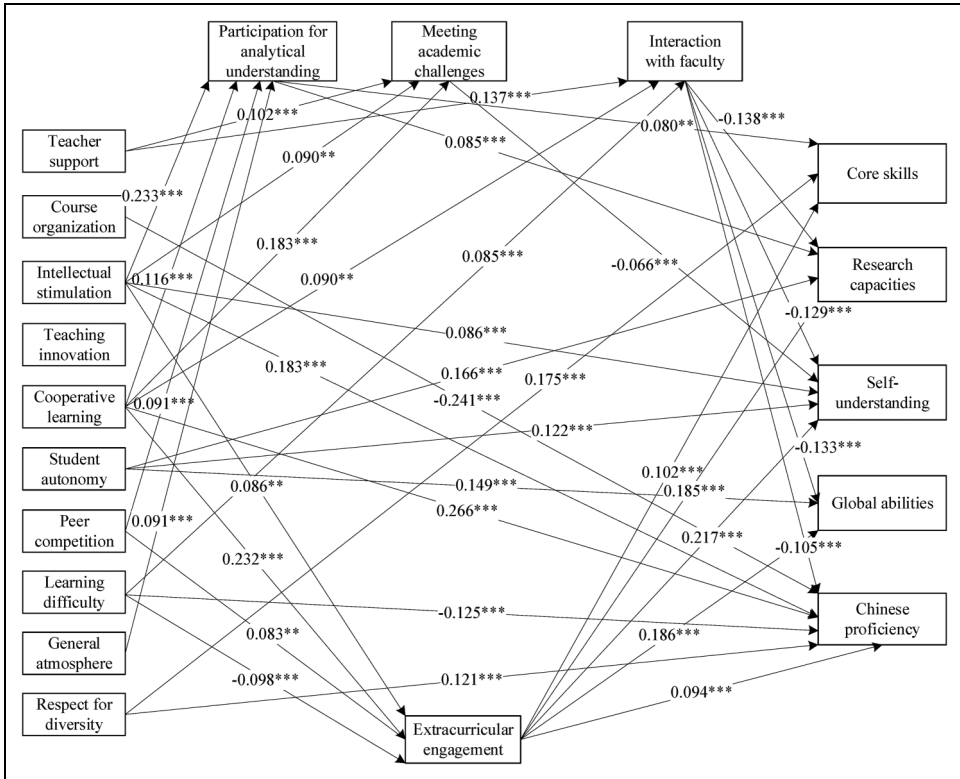 Participation for
analytical
understanding
Meeting
academic
challenges
Interaction
with faculty
0.137***
0.102***
0.080**
-0.138***
Teacher
support
0.085***
Core skills
0.090**
0.233***
Course
organization
0.183***
0.085***
-0.066***
Intellectual
stimulation
0.116***
0.090**
Research
capacities
-0.129***
Teaching
innovation
0.086***
0.183***
0.166***
0.175***
Cooperative
learning
0.091***
-0.241***
Self-
understanding
0.122***
-0.133***
Student
autonomy
0.086**
0.149***
0.102***
0.185***
Global abilities
0.266***
Peer
competition
0.091***
0.232***
0.217***
-0.105***
Learning
difficulty
-0.125***
Chinese
proficiency
0.083**
0.186***
General
atmosphere
-0.098***
0.121***
0.094***
Respect for
diversity
Extracurricular
engagement